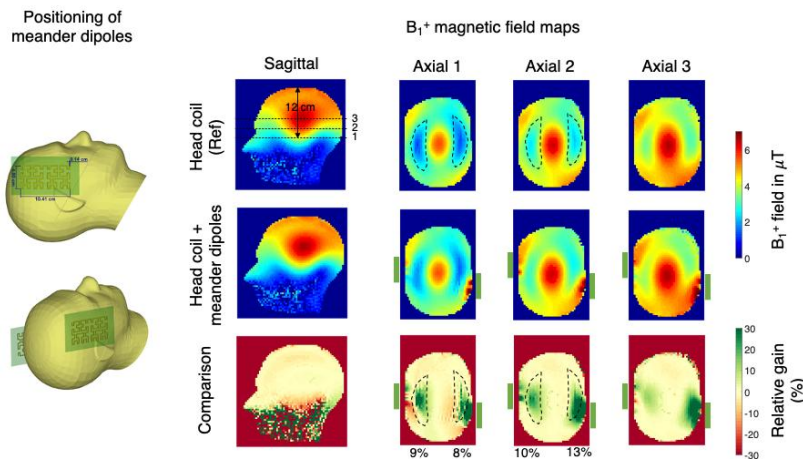 Positioning of
meander dipoles
B₁⁺ magnetic field maps
Sagittal
Axial 1
Axial 2
Axial 3
Head coil
(Ref)
12 cm
3
2
1
10.41 cm
Head coil +
meander dipoles
Comparison
9%
8%
10%
13%
6
4
2
0
B₁⁺ field in μT
30
20
10
0
-10
-20
-30
Relative gain
(%)